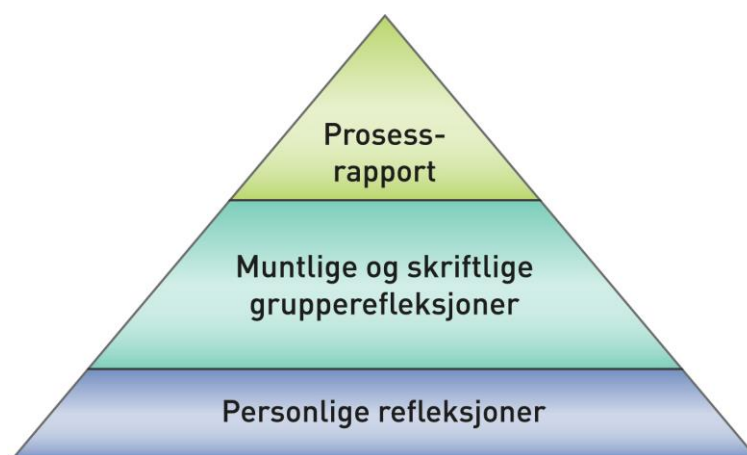 Prosess-
rapport
Muntlige og skriftlige
grupperefleksjoner
Personlige refleksjoner